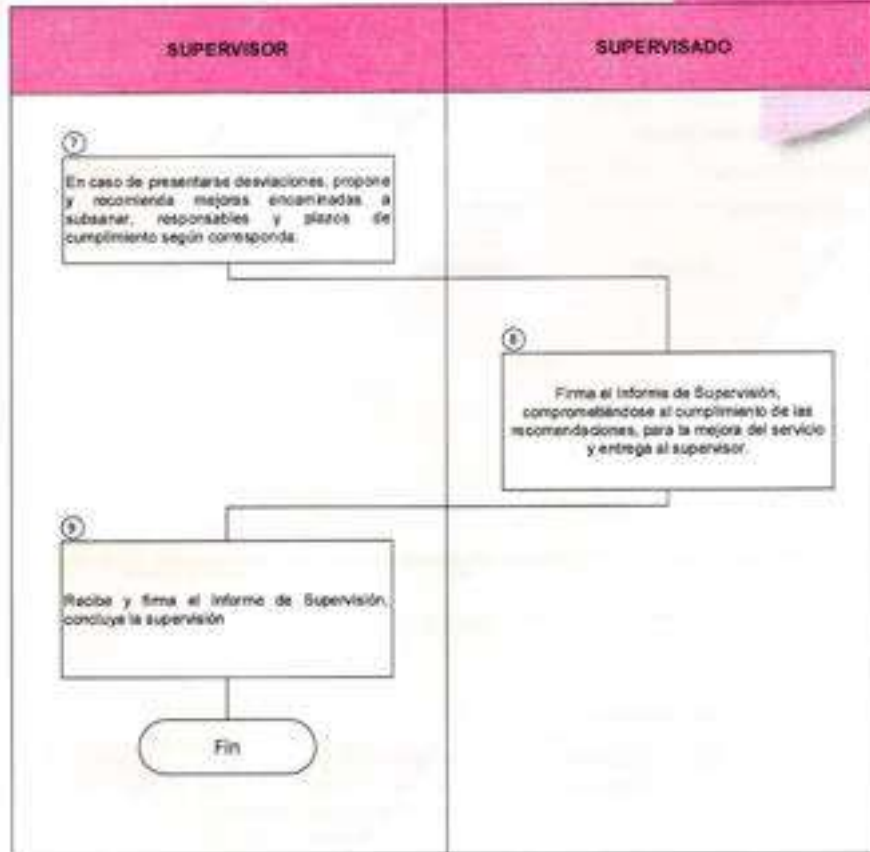 SUPERVISOR
SUPERVISADO
7
En caso de presentarse desviaciones, propone
y recomienda mejoras encaminadas a
subsanar, responsables y plazos de
cumplimiento según corresponda.
8
Firma el Informe de Supervisión,
comprometiéndose al cumplimiento de las
recomendaciones, para la mejora del servicio
y entrega al supervisor.
9
Recibe y firma el Informe de Supervisión,
concluye la supervisión
Fin